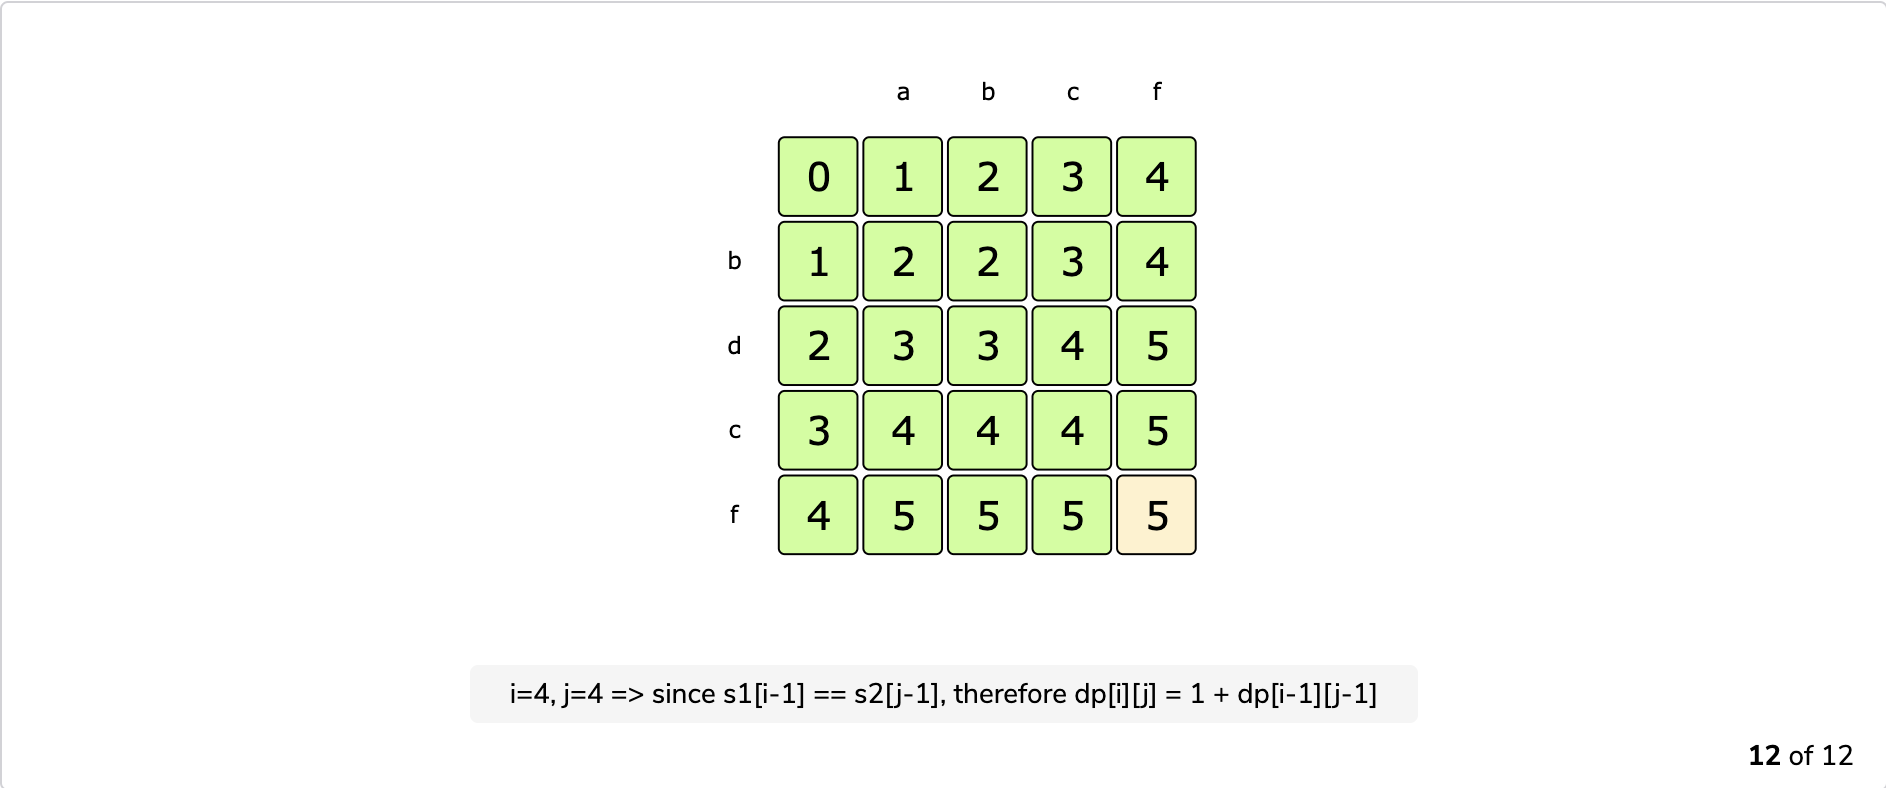 a b c f
0 1 2 3 4
b 1 2 2 3 4
d 2 3 3 4 5
c 3 4 4 4 5
f 4 5 5 5 5
i=4, j=4 => since s1[i-1] == s2[j-1], therefore dp[i][j] = 1 + dp[i-1][j-1]
12 of 12